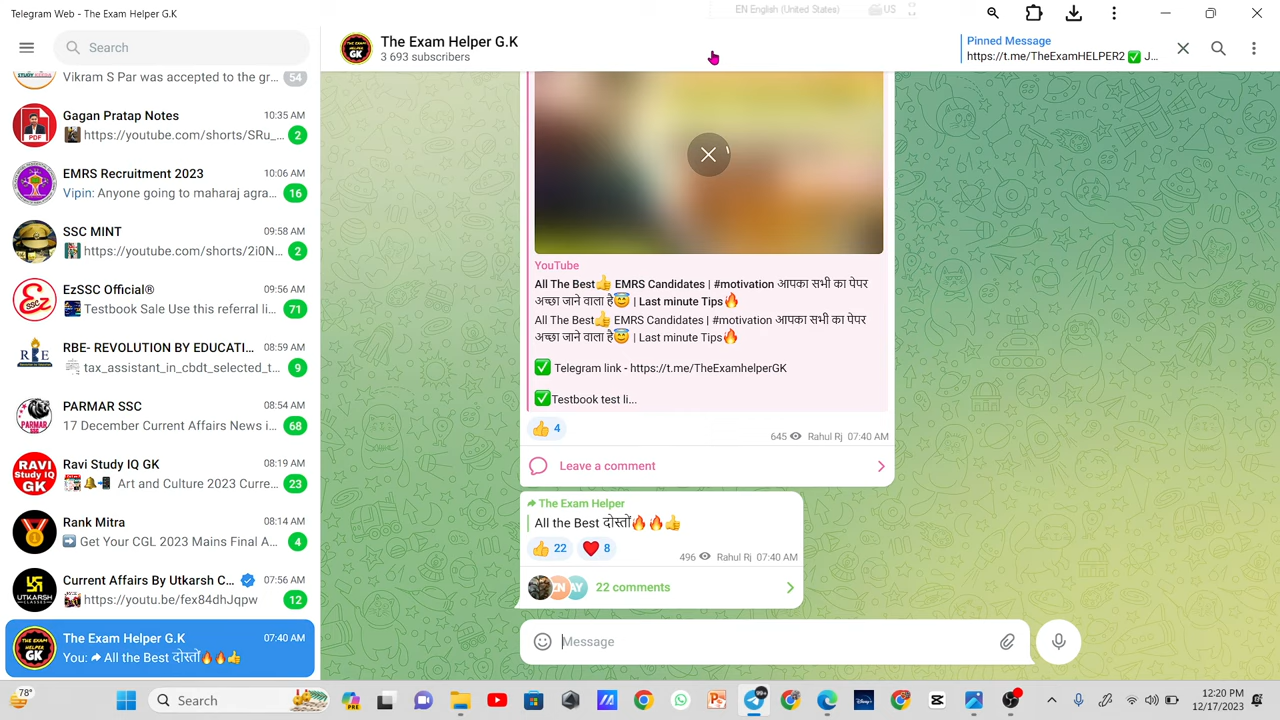 Telegram Web - The Exam Helper G.K
EN English (United States)
US
Search
Vikram S Par was accepted to the gr...
54
Gagan Pratap Notes
10:35 AM
https://youtube.com/shorts/SRu_...
2
EMRS Recruitment 2023
10:06 AM
Vipin: Anyone going to maharaj agra...
16
SSC MINT
09:58 AM
https://youtube.com/shorts/2i0N...
2
EzSSC Official®
09:56 AM
Testbook Sale Use this referral li...
71
RBE- REVOLUTION BY EDUCATI...
08:59 AM
tax_assistant_in_cbdt_selected_t...
9
PARMAR SSC
08:54 AM
17 December Current Affairs News i...
68
Ravi Study IQ GK
08:19 AM
Art and Culture 2023 Curre...
23
Rank Mitra
08:14 AM
➡️ Get Your CGL 2023 Mains Final A...
4
Current Affairs By Utkarsh C...
07:56 AM
https://youtu.be/fex84dhJqpw
12
The Exam Helper G.K
07:40 AM
You: All the Best दोस्तों🔥🔥👍
The Exam Helper G.K
3 693 subscribers
Pinned Message
https://t.me/TheExamHELPER2 ✅ J...
YouTube
All The Best👍 EMRS Candidates | #motivation आपका सभी का पेपर
अच्छा जाने वाला है😇 | Last minute Tips🔥
All The Best👍 EMRS Candidates | #motivation आपका सभी का पेपर
अच्छा जाने वाला है😇 | Last minute Tips🔥
✅ Telegram link - https://t.me/TheExamhelperGK
✅Testbook test li...
👍 4
645 Rahul Rj 07:40 AM
Leave a comment
The Exam Helper
All the Best दोस्तों🔥🔥👍
👍 22 ❤️ 8
496 Rahul Rj 07:40 AM
ZN AY 22 comments
Message
78°
Search
PRE
99+
12:20 PM
12/17/2023